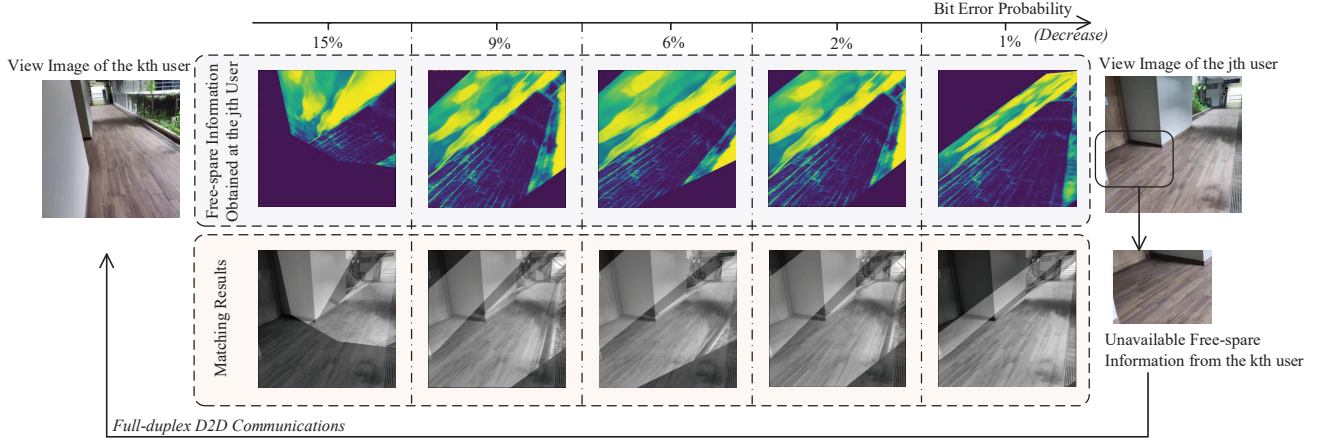 Bit Error Probability
(Decrease)
15%
9%
6%
2%
1%
View Image of the kth user
Free-spare Information
Obtained at the jth User
View Image of the jth user
Matching Results
Unavailable Free-spare
Information from the kth user
Full-duplex D2D Communications